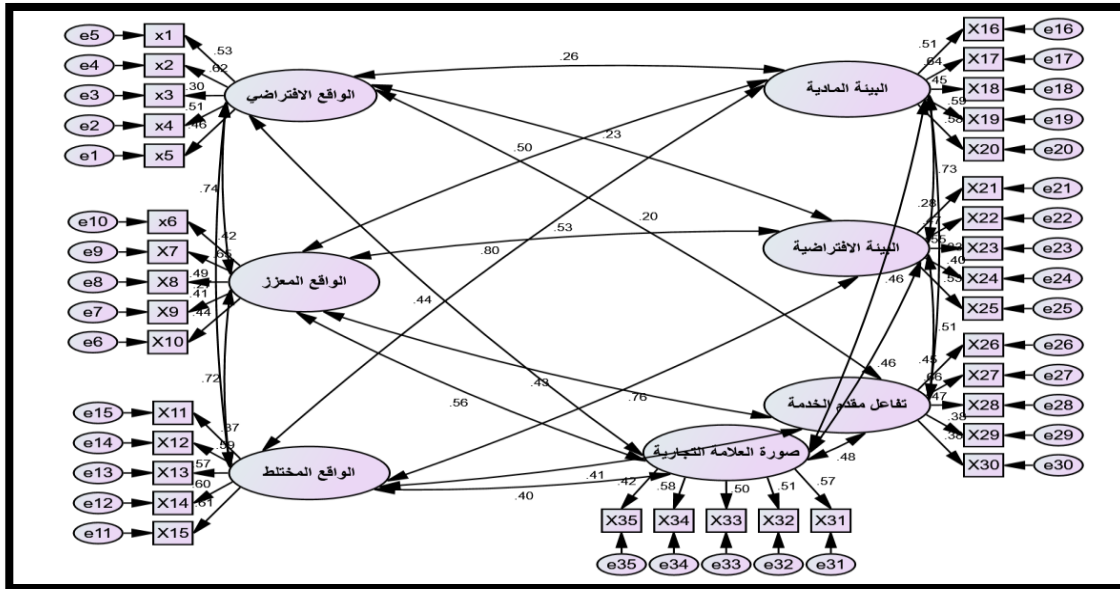 e5 x1
.53
e4 x2
.62
e3 x3
.30
e2 x4
.51
e1 x5
.46
الواقع الافتراضي
.26
البيئة المادية
.51
X16 e16
.64
X17 e17
.45
X18 e18
.59
X19 e19
.58
X20 e20
.50
.23
.74
.73
.20
e10 x6
.42
e9 X7
.65
e8 X8
.49
e7 X9
.41
e6 X10
.44
الواقع المعزز
.80
.53
البيئة الافتراضية
.28
X21 e21
X22 e22
X23 e23
.40
X24 e24
.53
X25 e25
.44
.46
.51
.72
.56
.43
.76
.46
e15 X11
.37
e14 X12
.59
e13 X13
.57
e12 X14
.60
e11 X15
.61
الواقع المختلط
تفاعل مقدم الخدمة
.45
X26 e26
.66
X27 e27
.47
X28 e28
.38
X29 e29
X30 e30
صورة العلامة التجارية
.48
.41
.40
.42
.58
.50
.51
.57
X35 X34 X33 X32 X31
e35 e34 e33 e32 e31